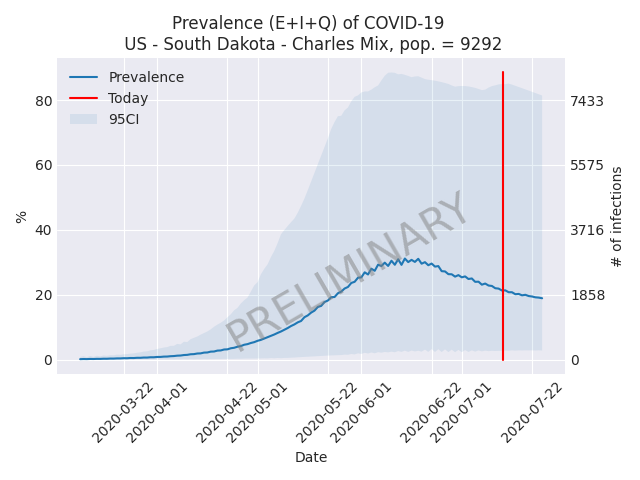 Prevalence (E+I+Q) of COVID-19
US - South Dakota - Charles Mix, pop. = 9292
Prevalence
Today
95CI
80
60
40
20
0
%
7433
5575
3716
1858
0
# of infections
PRELIMINARY
2020-03-22
2020-04-01
2020-04-22
2020-05-01
2020-05-22
2020-06-01
2020-06-22
2020-07-01
2020-07-22
Date